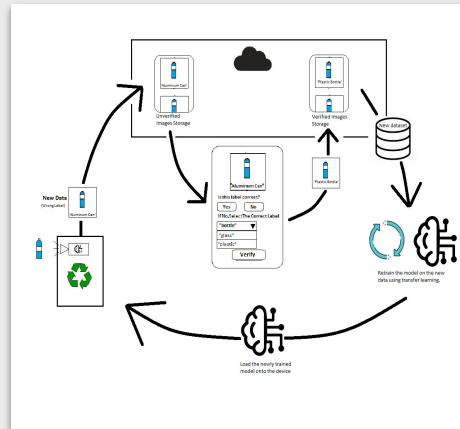 'Aluminum Can'
'Plastic Bottle'
Unverified
Images Storage
Verified Images
Storage
New dataset
"Aluminum Can"
Is this label correct?
Yes
No
If No,Select The Correct Label
"bottle"
"glass"
"plastic"
Verify
'Plastic Bottle'
New Data
(Wrong Label)
'Aluminum Can'
Retrain the model on the new
data using transfer learning.
Load the newly trained
model onto the device